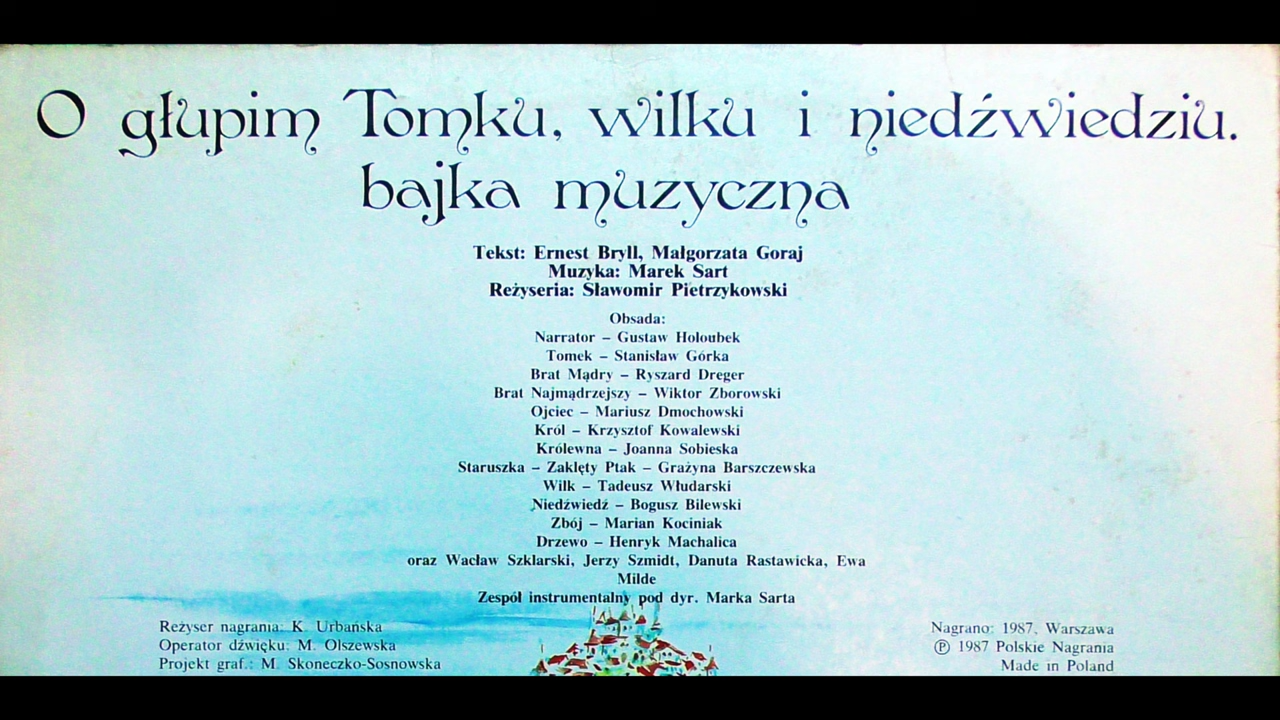 O głupim Tomku, wilku i niedźwiedziu.
bajka muzyczna
Tekst: Ernest Bryll, Małgorzata Goraj
Muzyka: Marek Sart
Reżyseria: Sławomir Pietrzykowski
Obsada:
Narrator – Gustaw Holoubek
Tomek – Stanisław Górka
Brat Mądry – Ryszard Dreger
Brat Najmądrzejszy – Wiktor Zborowski
Ojciec – Mariusz Dmochowski
Król – Krzysztof Kowalewski
Królewna – Joanna Sobieska
Staruszka – Zaklęty Ptak – Grażyna Barszczewska
Wilk – Tadeusz Włudarski
Niedźwiedź – Bogusz Bilewski
Zbój – Marian Kociniak
Drzewo – Henryk Machalica
oraz Wacław Szklarski, Jerzy Szmidt, Danuta Rastawicka, Ewa
Milde
Zespół instrumentalny pod dyr. Marka Sarta
Reżyser nagrania: K. Urbańska
Operator dźwięku: M. Olszewska
Projekt graf.: M. Skoneczko-Sosnowska
Nagrano: 1987, Warszawa
℗ 1987 Polskie Nagrania
Made in Poland